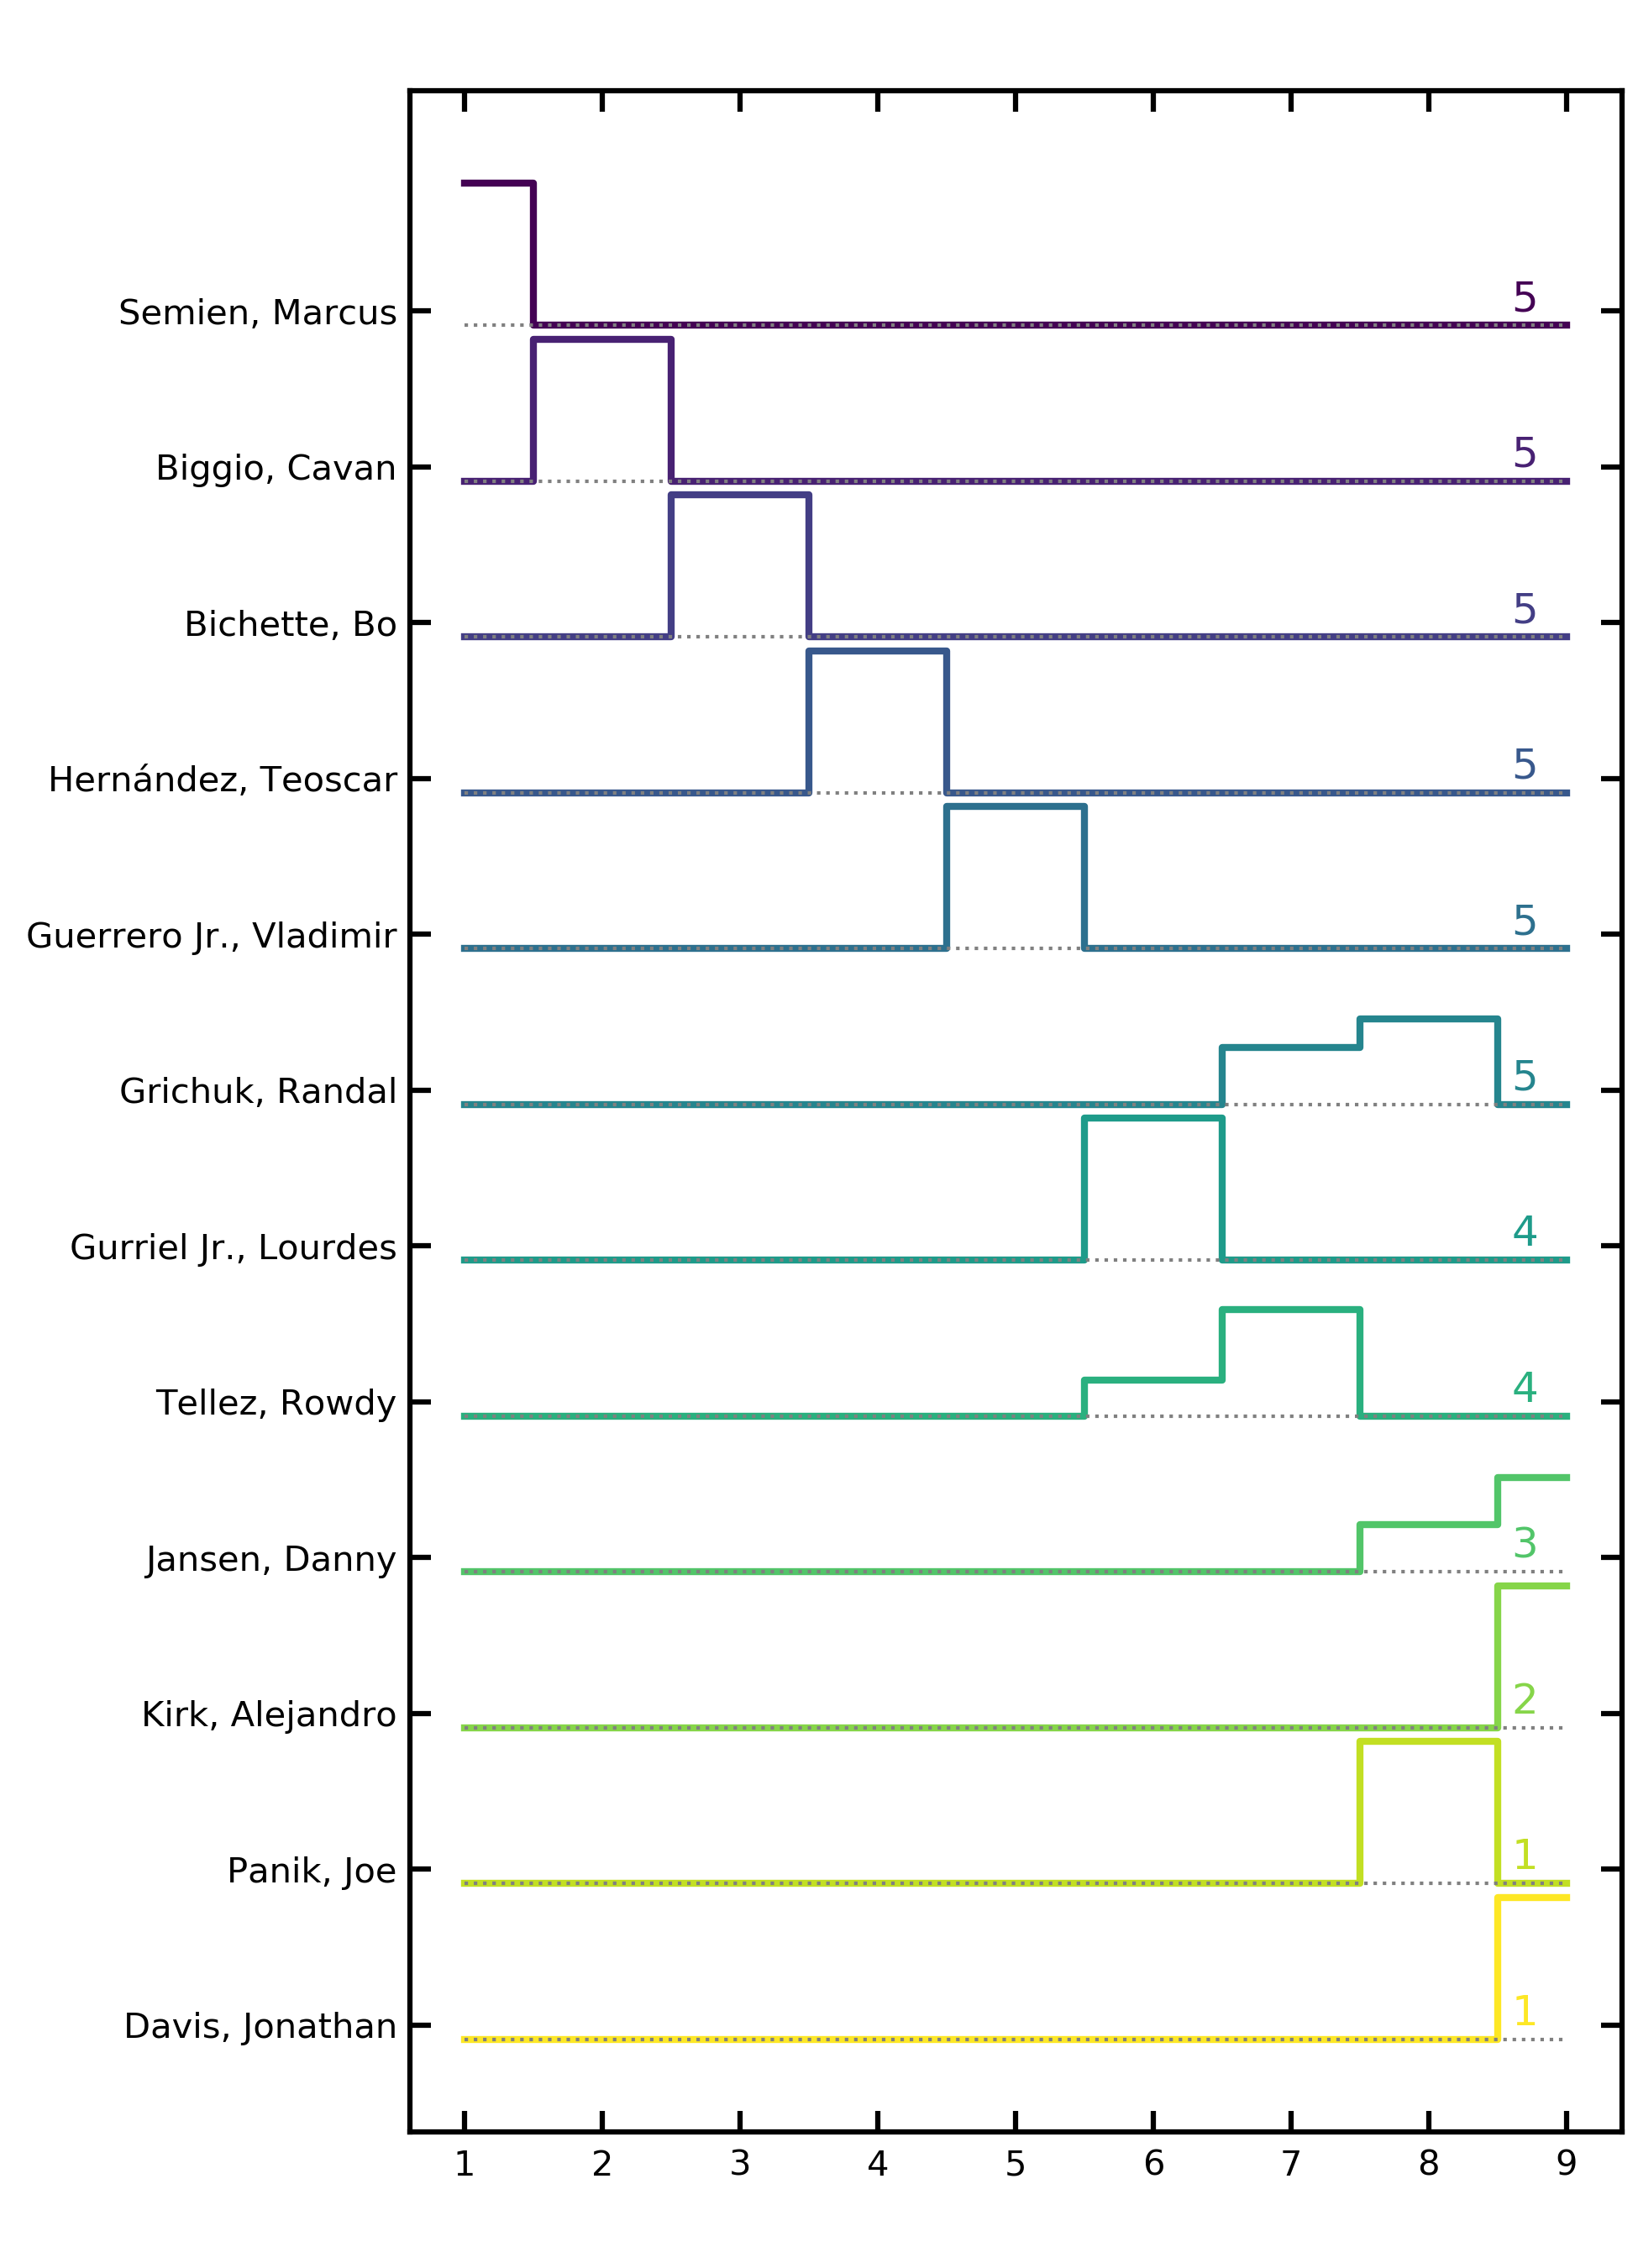 Semien, Marcus 5
Biggio, Cavan 5
Bichette, Bo 5
Hernández, Teoscar 5
Guerrero Jr., Vladimir 5
Grichuk, Randal 5
Gurriel Jr., Lourdes 4
Tellez, Rowdy 4
Jansen, Danny 3
Kirk, Alejandro 2
Panik, Joe 1
Davis, Jonathan 1
1 2 3 4 5 6 7 8 9